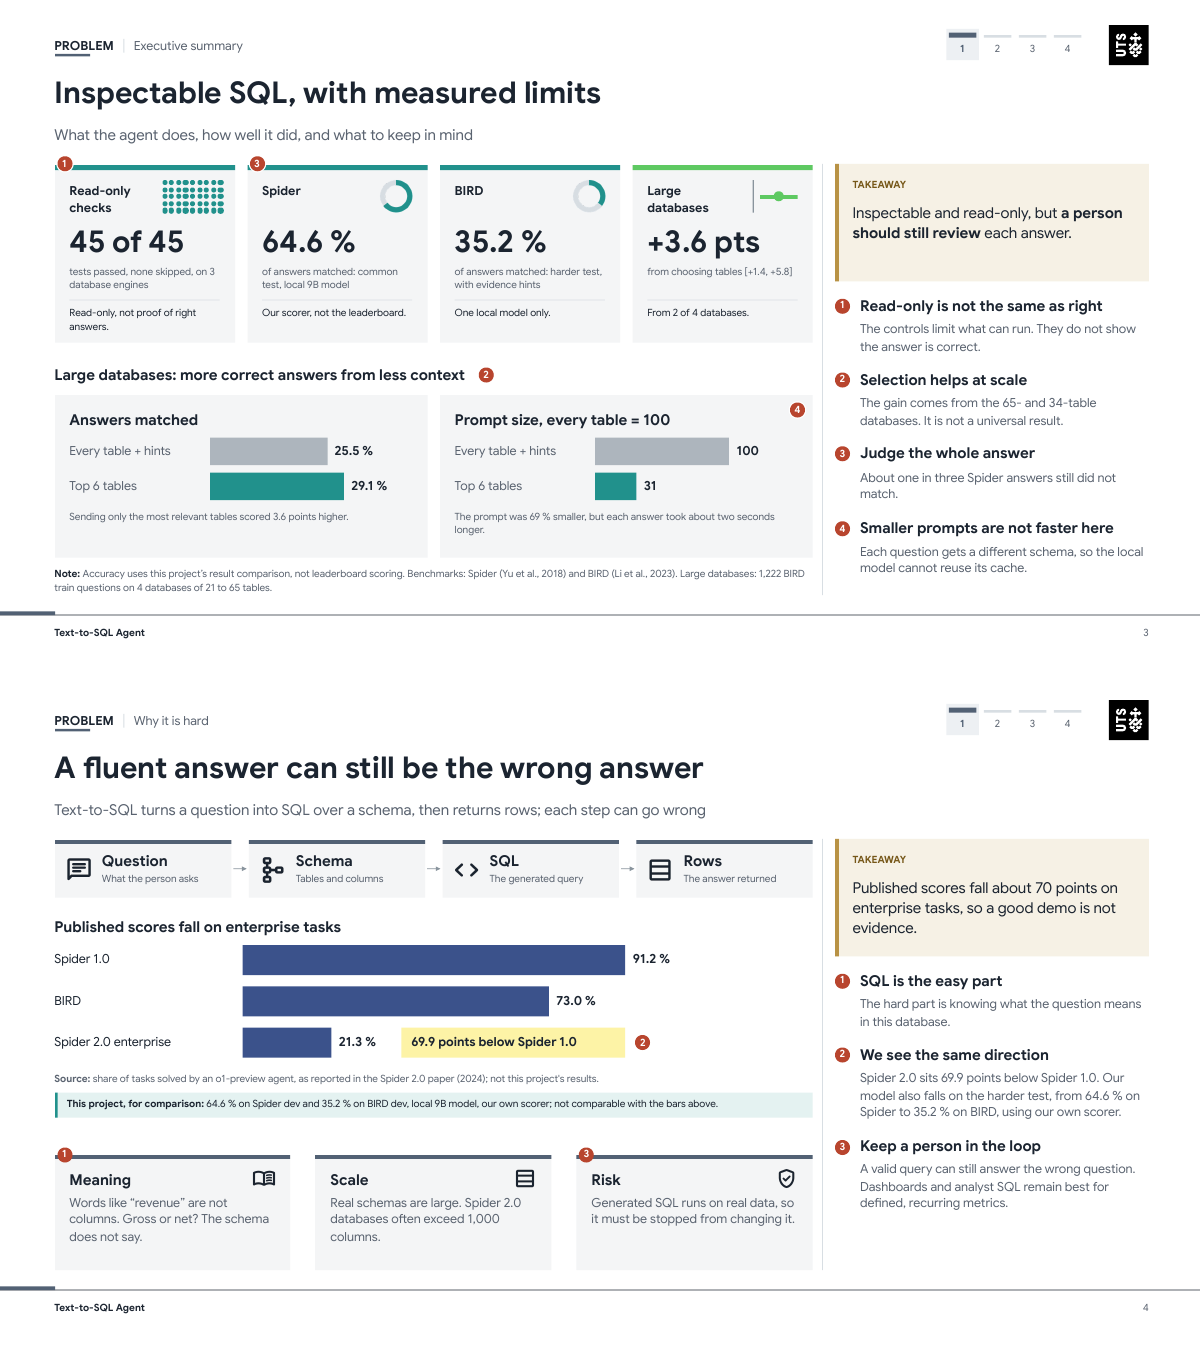 PROBLEM Executive summary
1 2 3 4
UTS
Inspectable SQL, with measured limits
What the agent does, how well it did, and what to keep in mind
1
Read-only
checks
45 of 45
tests passed, none skipped, on 3
database engines
Read-only, not proof of right
answers.
3
Spider
64.6 %
of answers matched: common
test, local 9B model
Our scorer, not the leaderboard.
BIRD
35.2 %
of answers matched: harder test,
with evidence hints
One local model only.
Large
databases
+3.6 pts
from choosing tables [+1.4, +5.8]
From 2 of 4 databases.
Large databases: more correct answers from less context 2
Answers matched
Every table + hints 25.5 %
Top 6 tables 29.1 %
Sending only the most relevant tables scored 3.6 points higher.
4
Prompt size, every table = 100
Every table + hints 100
Top 6 tables 31
The prompt was 69 % smaller, but each answer took about two seconds
longer.
Note: Accuracy uses this project's result comparison, not leaderboard scoring. Benchmarks: Spider (Yu et al., 2018) and BIRD (Li et al., 2023). Large databases: 1,222 BIRD
train questions on 4 databases of 21 to 65 tables.
TAKEAWAY
Inspectable and read-only, but a person
should still review each answer.
1 Read-only is not the same as right
The controls limit what can run. They do not show
the answer is correct.
2 Selection helps at scale
The gain comes from the 65- and 34-table
databases. It is not a universal result.
3 Judge the whole answer
About one in three Spider answers still did not
match.
4 Smaller prompts are not faster here
Each question gets a different schema, so the local
model cannot reuse its cache.
Text-to-SQL Agent 3
PROBLEM Why it is hard
1 2 3 4
UTS
A fluent answer can still be the wrong answer
Text-to-SQL turns a question into SQL over a schema, then returns rows; each step can go wrong
Question
What the person asks
Schema
Tables and columns
SQL
The generated query
Rows
The answer returned
Published scores fall on enterprise tasks
Spider 1.0 91.2 %
BIRD 73.0 %
Spider 2.0 enterprise 21.3 % 69.9 points below Spider 1.0 2
Source: share of tasks solved by an o1-preview agent, as reported in the Spider 2.0 paper (2024); not this project's results.
This project, for comparison: 64.6 % on Spider dev and 35.2 % on BIRD dev, local 9B model, our own scorer; not comparable with the bars above.
1
Meaning
Words like “revenue” are not
columns. Gross or net? The schema
does not say.
Scale
Real schemas are large. Spider 2.0
databases often exceed 1,000
columns.
3
Risk
Generated SQL runs on real data, so
it must be stopped from changing it.
TAKEAWAY
Published scores fall about 70 points on
enterprise tasks, so a good demo is not
evidence.
1 SQL is the easy part
The hard part is knowing what the question means
in this database.
2 We see the same direction
Spider 2.0 sits 69.9 points below Spider 1.0. Our
model also falls on the harder test, from 64.6 % on
Spider to 35.2 % on BIRD, using our own scorer.
3 Keep a person in the loop
A valid query can still answer the wrong question.
Dashboards and analyst SQL remain best for
defined, recurring metrics.
Text-to-SQL Agent 4